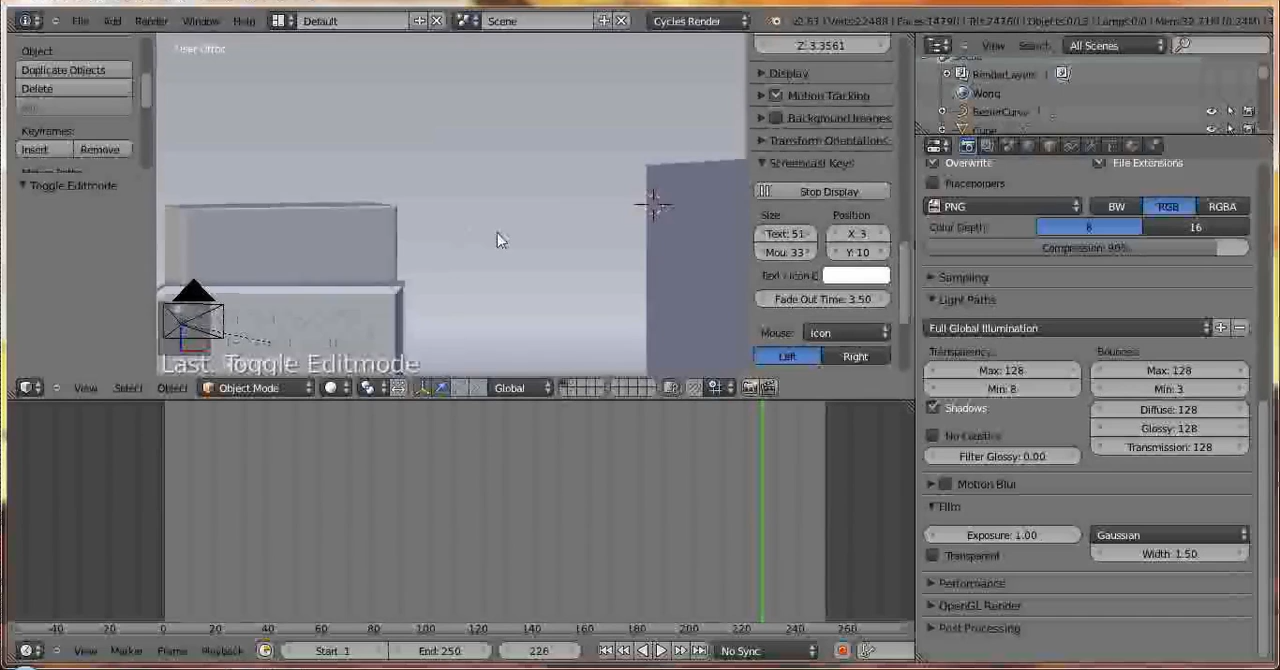 File Add Render Window Help Default Scene Cycles Render
Object
Duplicate Objects
Delete
Keyframes:
Insert Remove
Toggle Editmode
User Ortho
Last: Toggle Editmode
Z: 3.3561
Display
Motion Tracking
Background Images
Transform Orientations
Screencast Keys
Stop Display
Size Position
Text: 51 X: 3
Mou: 33 Y: 10
Fade Out Time: 3.50
Mouse: Icon
Left Right
View Select Object Object Mode Global
-40 -20 0 20 40 60 80 100 120 140 160 180 200 220 240 260
View Marker Frame Playback Start: 1 End: 250 226 No Sync
View Search All Scenes
RenderLayers
World
BezierCurve
Cube
Overwrite File Extensions
Placeholders
PNG BW RGB RGBA
Color Depth: 8 16
Compression: 90%
Sampling
Light Paths
Full Global Illumination
Transparency: Bounces:
Max: 128 Max: 128
Min: 8 Min: 3
Shadows Diffuse: 128
No Caustics Glossy: 128
Filter Glossy: 0.00 Transmission: 128
Motion Blur
Film
Exposure: 1.00 Gaussian
Transparent Width: 1.50
Performance
OpenGL Render
Post Processing